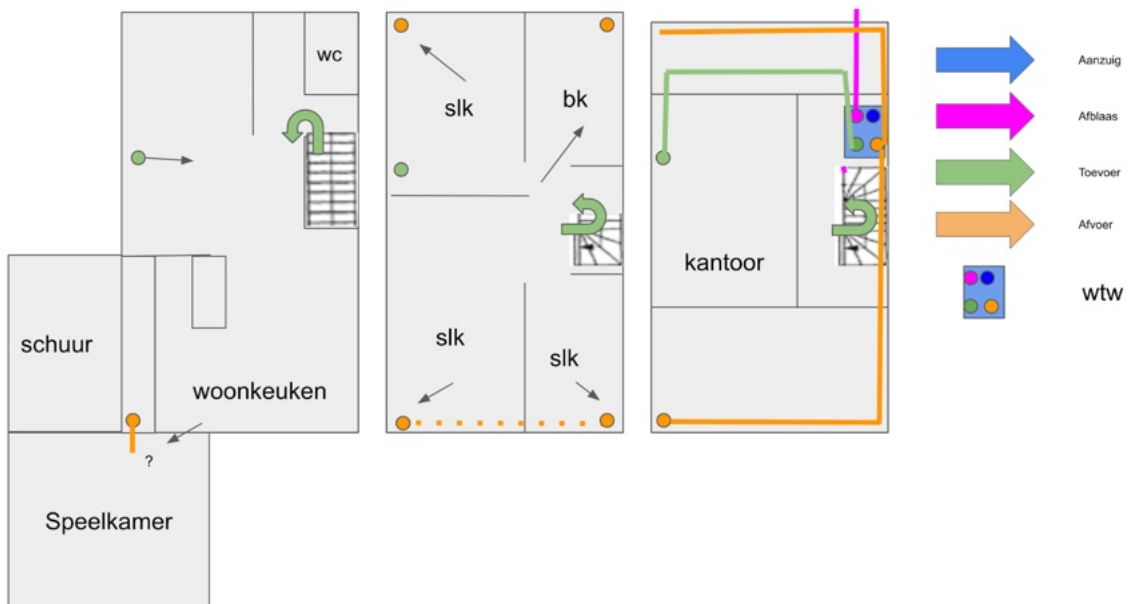 wc
slk
bk
kantoor
schuur
slk
slk
woonkeuken
?
Speelkamer
Aanzuig
Afblaas
Toevoer
Afvoer
wtw